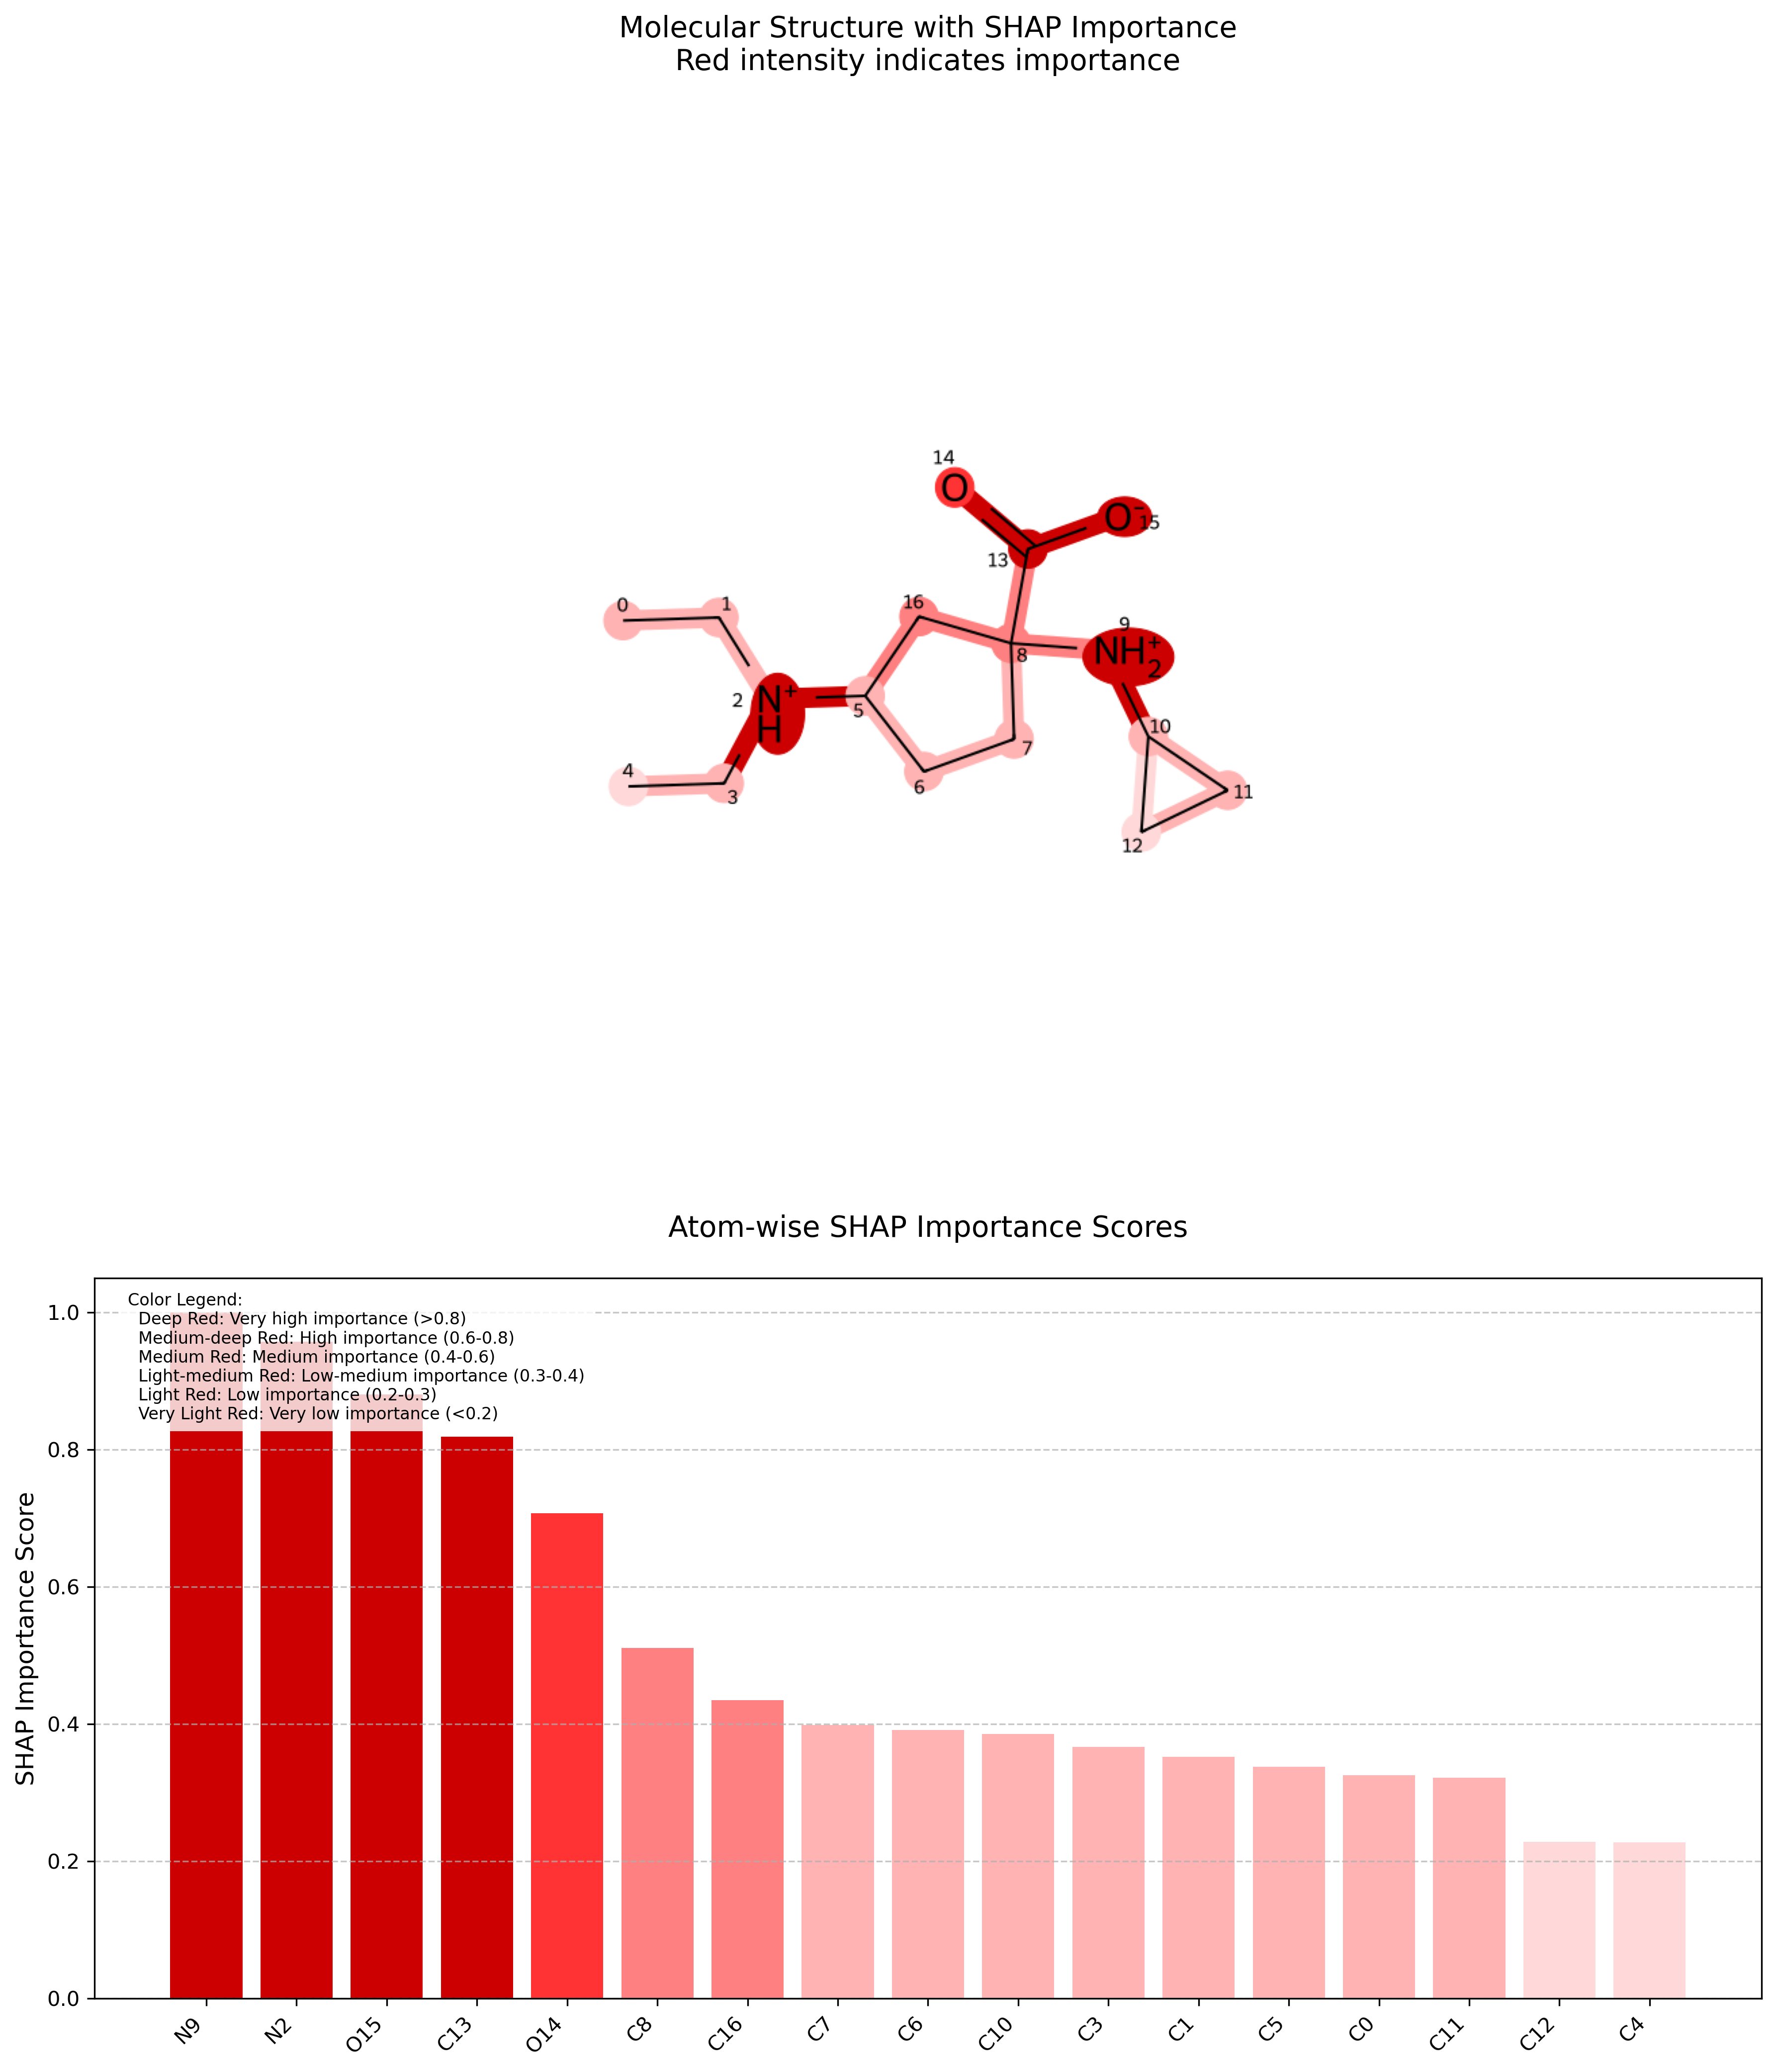 Molecular Structure with SHAP Importance
Red intensity indicates importance
14
O
O⁻
15
13
0
1
16
9
NH₂⁺
8
2
N⁺
H
5
10
7
4
3
6
11
12
Atom-wise SHAP Importance Scores
Color Legend:
Deep Red: Very high importance (>0.8)
Medium-deep Red: High importance (0.6-0.8)
Medium Red: Medium importance (0.4-0.6)
Light-medium Red: Low-medium importance (0.3-0.4)
Light Red: Low importance (0.2-0.3)
Very Light Red: Very low importance (<0.2)
SHAP Importance Score
1.0
0.8
0.6
0.4
0.2
0.0
N9
N2
O15
C13
O14
C8
C16
C7
C6
C10
C3
C1
C5
C0
C11
C12
C4